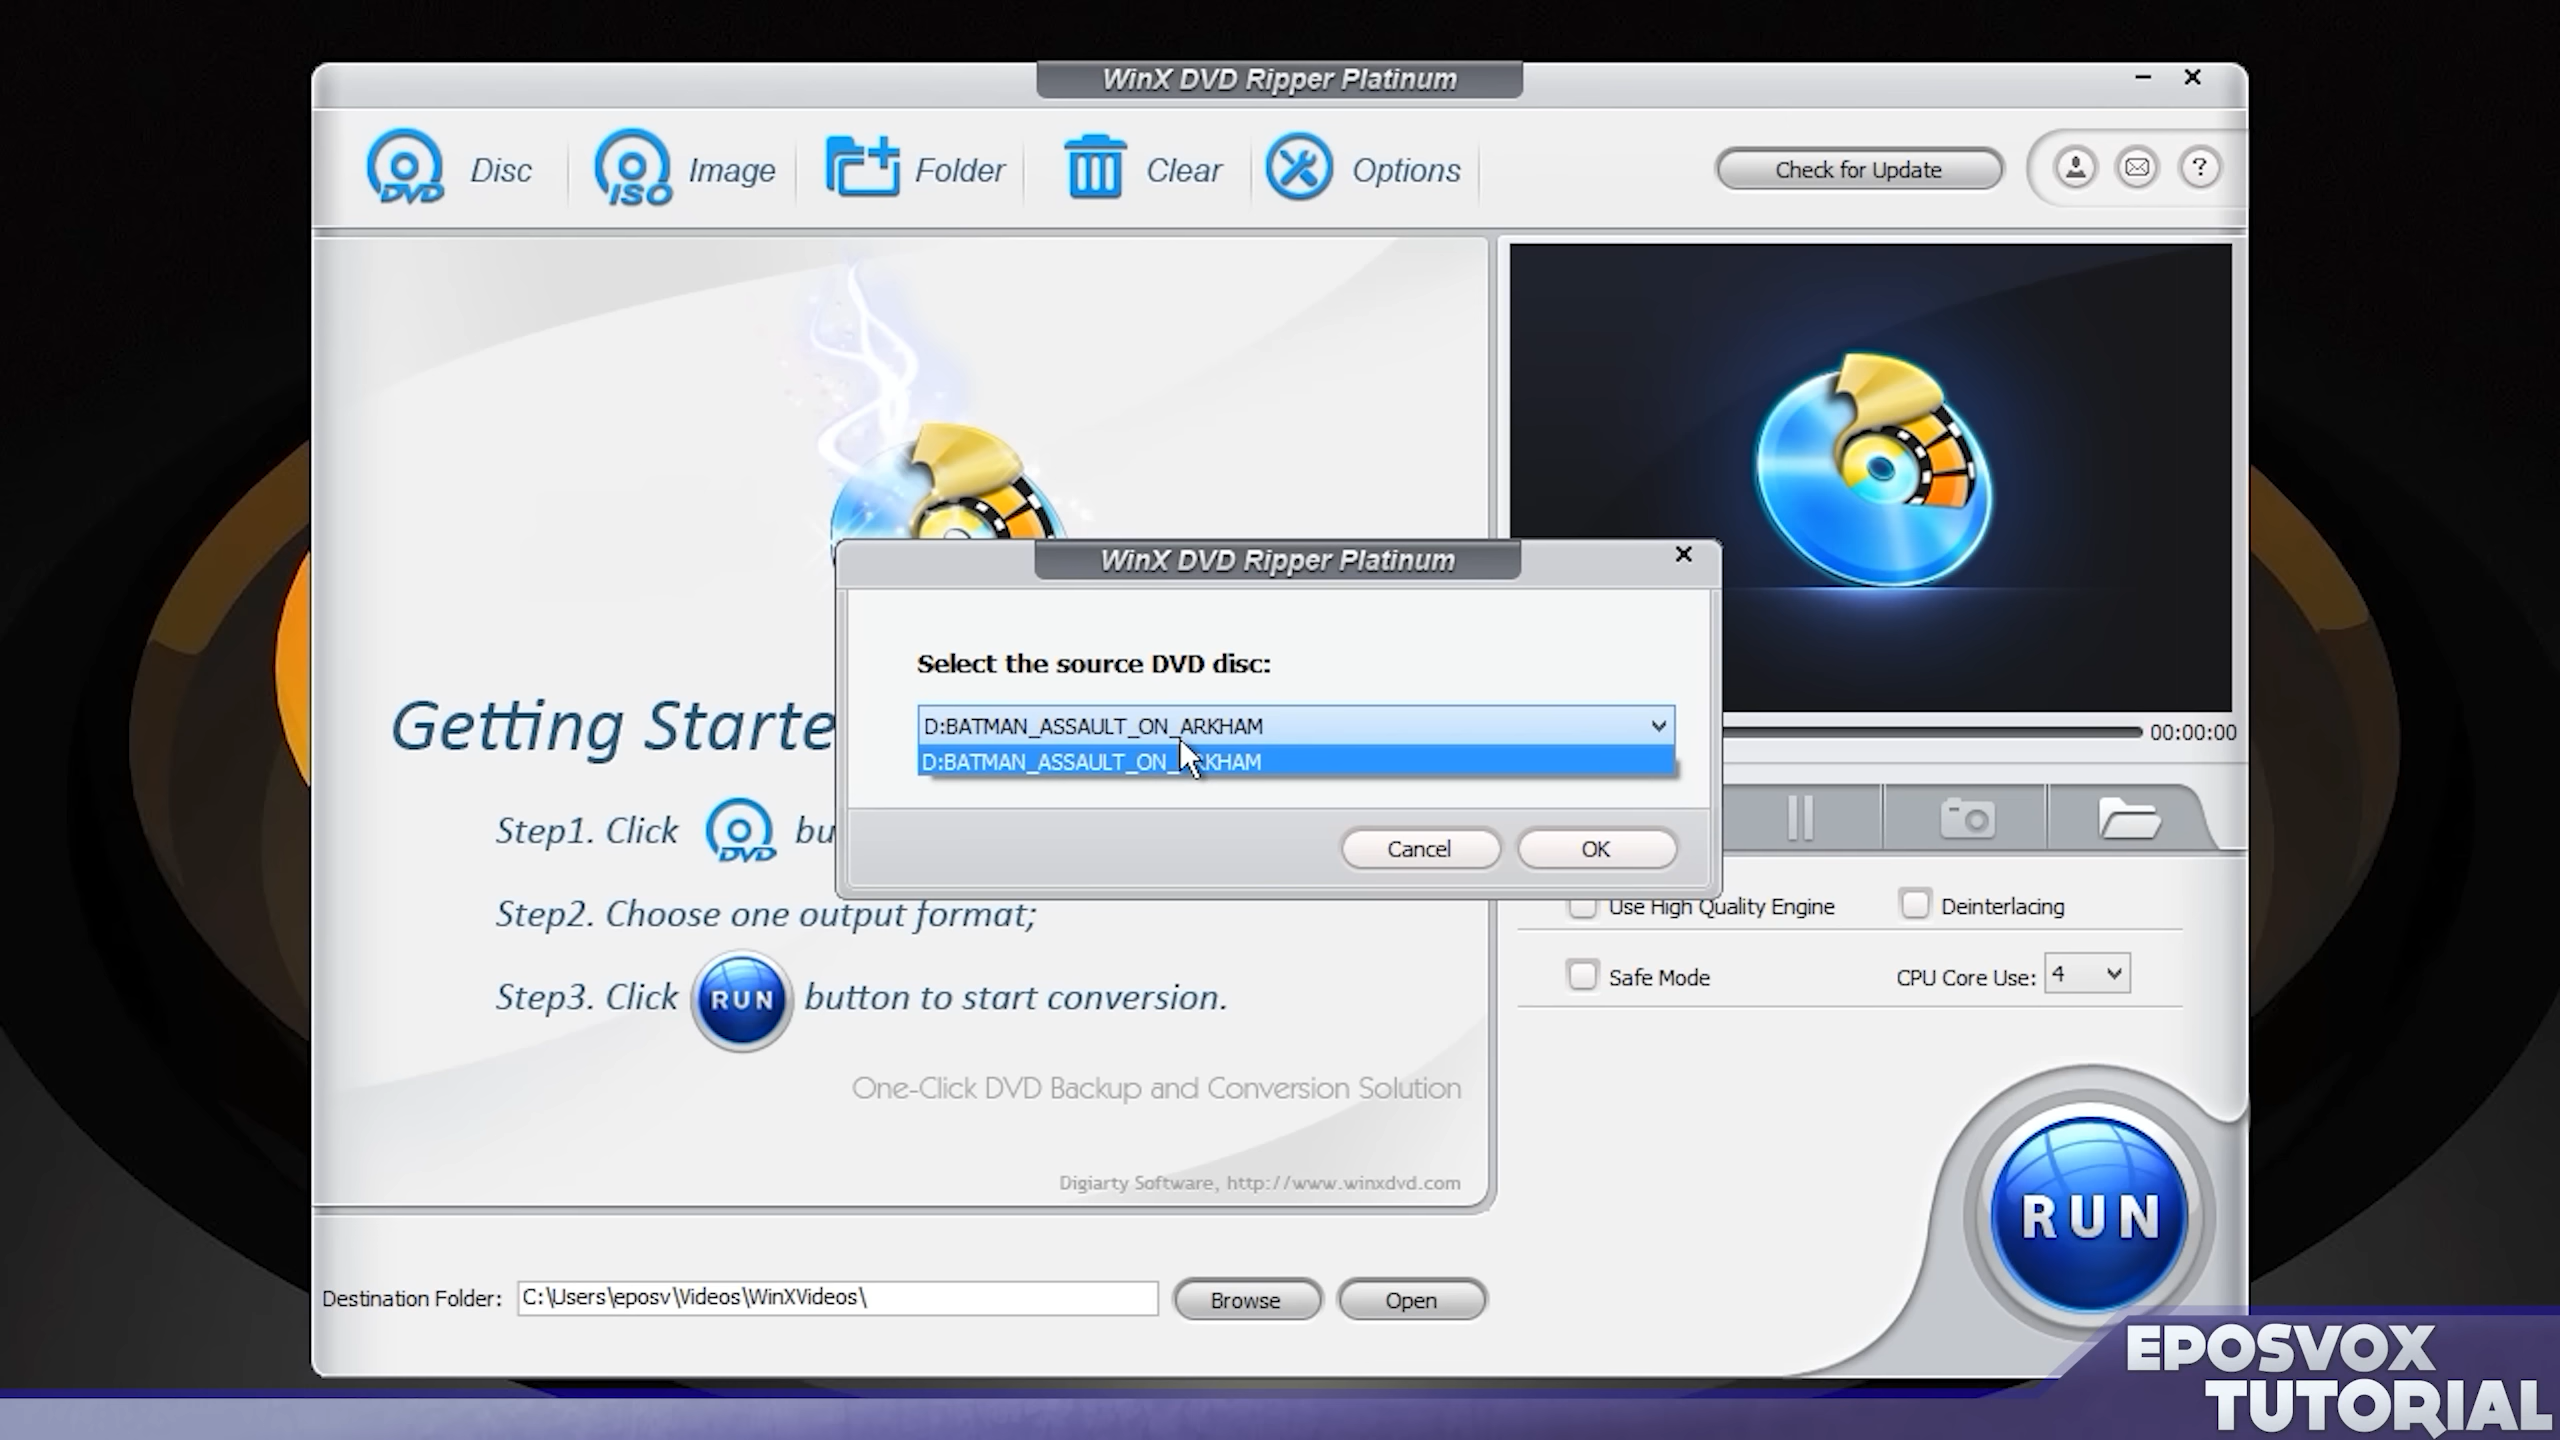 WinX DVD Ripper Platinum
DVD Disc
ISO Image
Folder
Clear
Options
Check for Update
?
WinX DVD Ripper Platinum
Select the source DVD disc:
D:BATMAN_ASSAULT_ON_ARKHAM
D:BATMAN_ASSAULT_ON_ARKHAM
Cancel
OK
00:00:00
Getting Starte
Step1. Click DVD bu
Step2. Choose one output format;
Step3. Click RUN button to start conversion.
One-Click DVD Backup and Conversion Solution
Digiarty Software, http://www.winxdvd.com
Use High Quality Engine
Deinterlacing
Safe Mode
CPU Core Use: 4
RUN
Destination Folder: C:\Users\eposv\Videos\WinXVideos\
Browse
Open
EPOSVOX
TUTORIAL